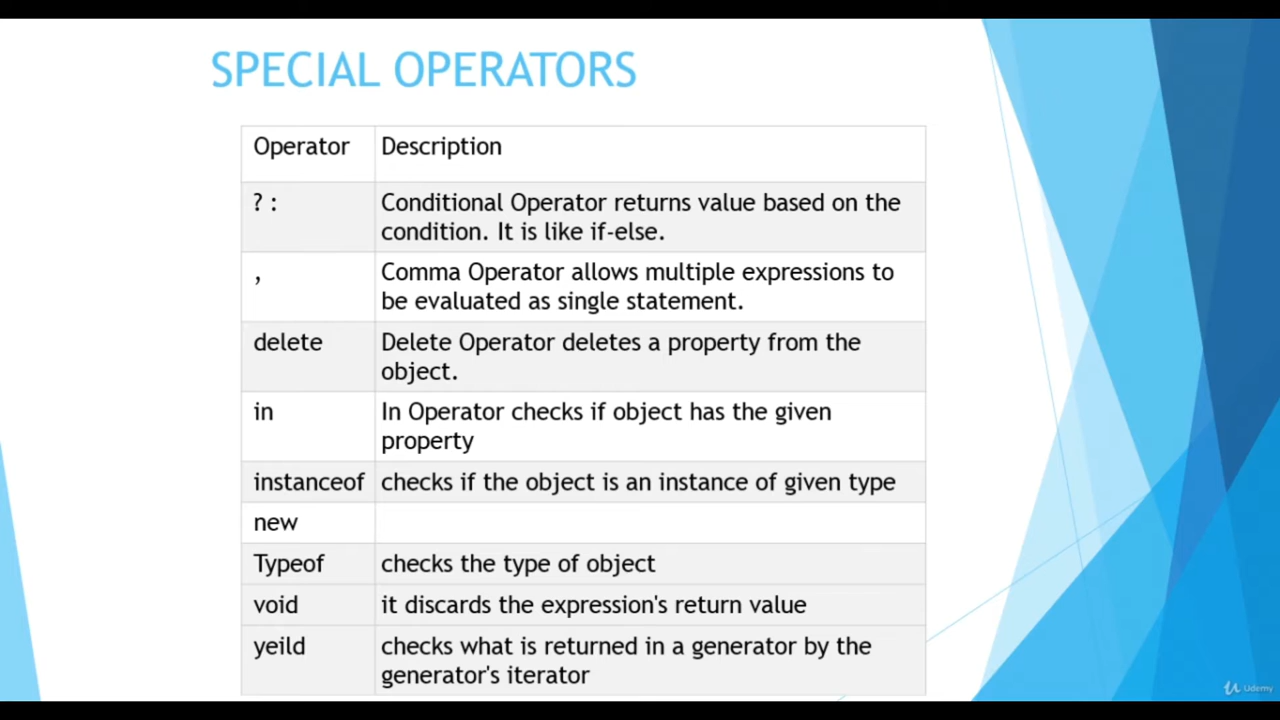 SPECIAL OPERATORS
Operator Description
? : Conditional Operator returns value based on the
condition. It is like if-else.
, Comma Operator allows multiple expressions to
be evaluated as single statement.
delete Delete Operator deletes a property from the
object.
in In Operator checks if object has the given
property
instanceof checks if the object is an instance of given type
new
Typeof checks the type of object
void it discards the expression's return value
yeild checks what is returned in a generator by the
generator's iterator
Udemy